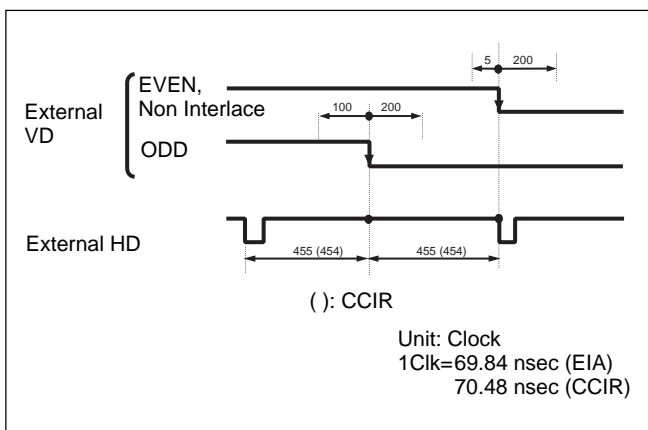 5 200
EVEN,
External
VD
Non Interlace
100 200
ODD
External HD
455 (454) 455 (454)
( ): CCIR
Unit: Clock
1Clk=69.84 nsec (EIA)
70.48 nsec (CCIR)